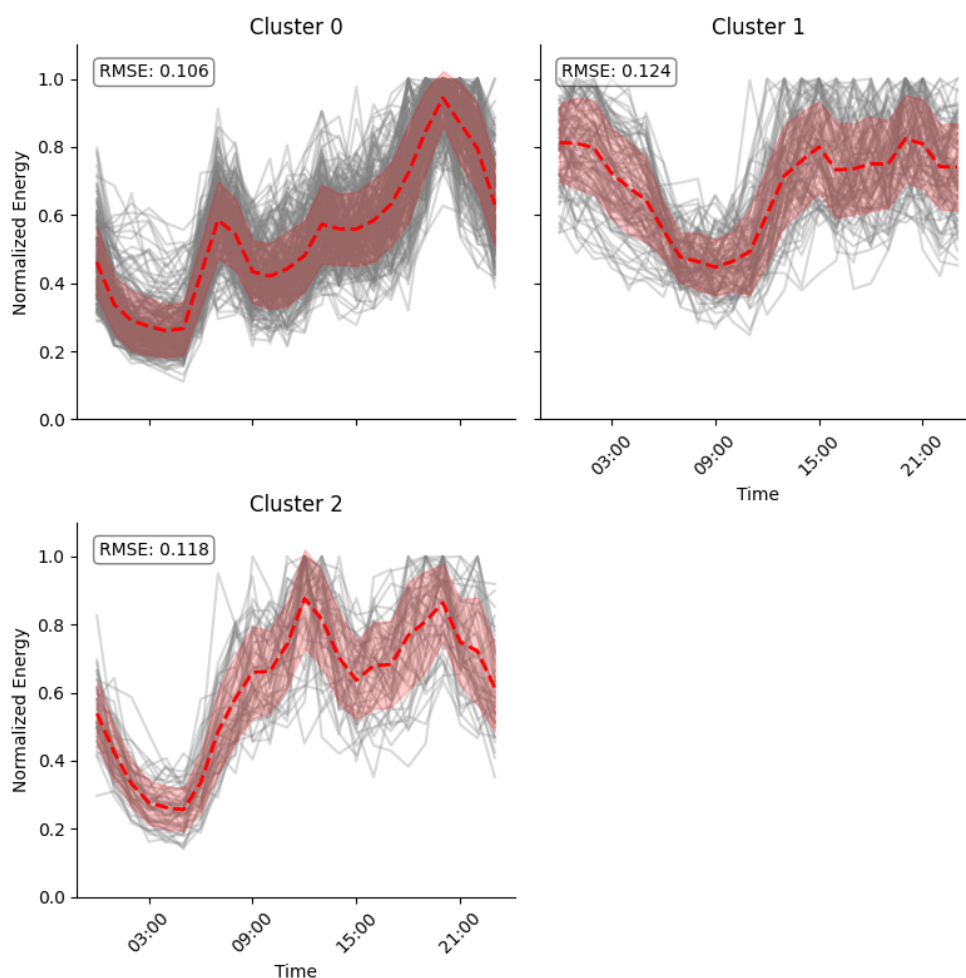 Cluster 0
RMSE: 0.106
Normalized Energy
1.0
0.8
0.6
0.4
0.2
0.0
Cluster 1
RMSE: 0.124
03:00
09:00
15:00
21:00
Time
Cluster 2
RMSE: 0.118
Normalized Energy
1.0
0.8
0.6
0.4
0.2
0.0
03:00
09:00
15:00
21:00
Time